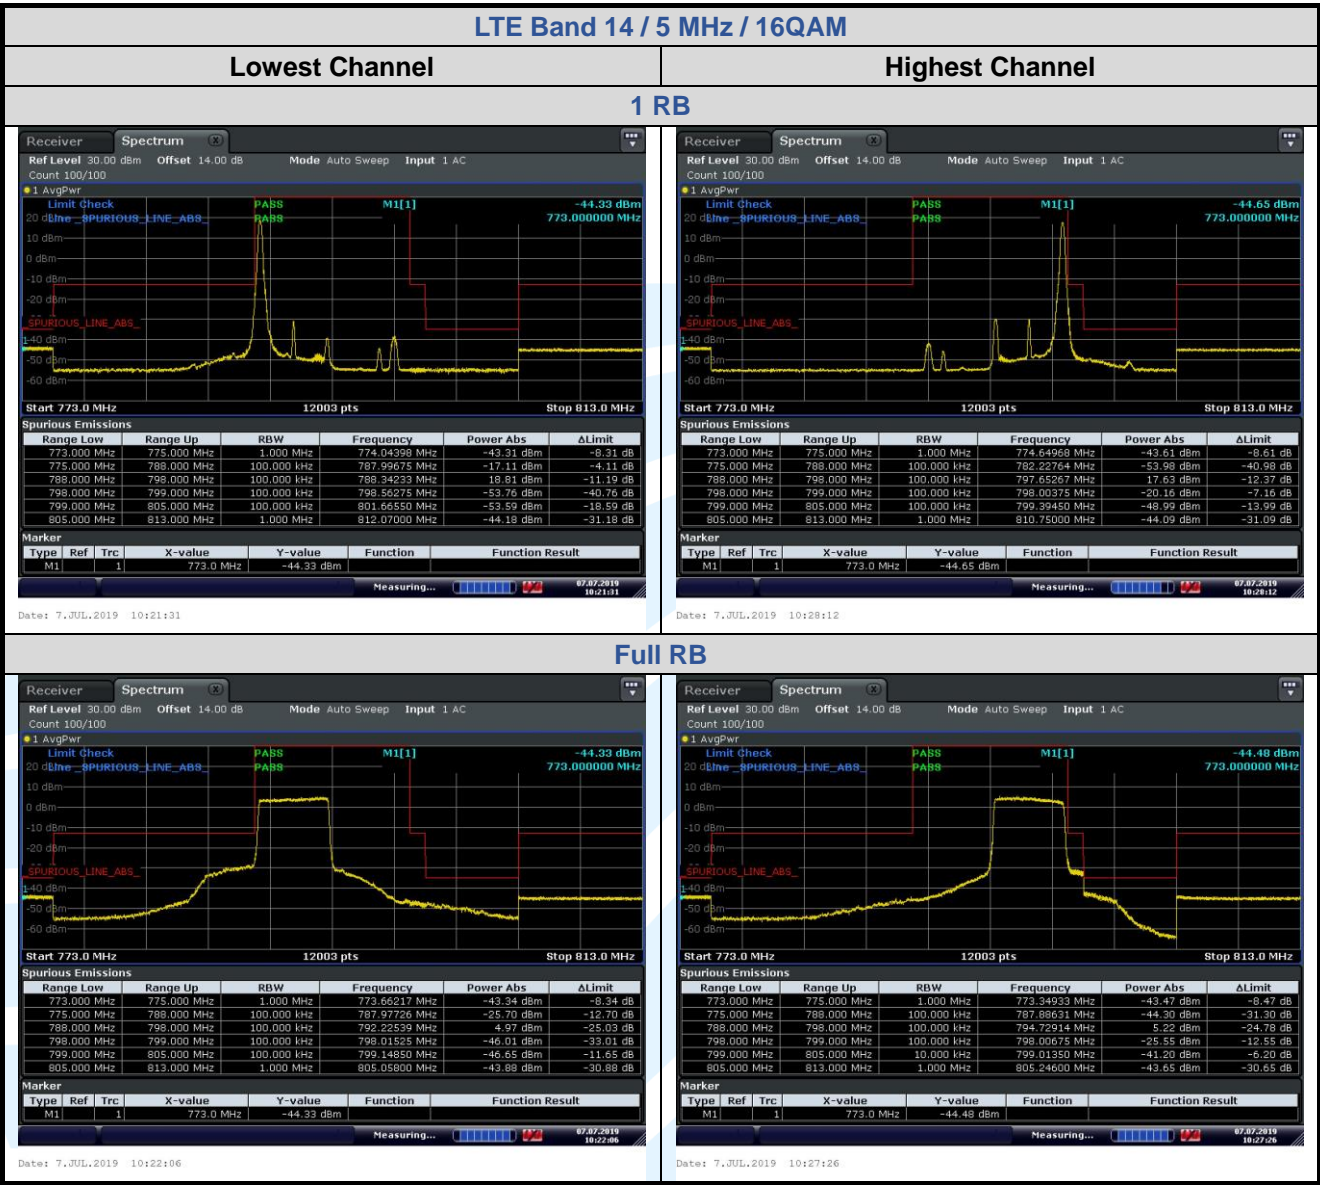 LTE Band 14 / 5 MHz / 16QAM
Lowest Channel Highest Channel
1 RB
Receiver Spectrum
Ref Level 30.00 dBm Offset 14.00 dB Mode Auto Sweep Input 1 AC
Count 100/100
1 AvgPwr
Limit Check PASS M1[1] -44.33 dBm
20 dBm Line _SPURIOUS_LINE_ABS_ PASS 773.000000 MHz
10 dBm
0 dBm
-10 dBm
-20 dBm
_SPURIOUS_LINE_ABS_
-40 dBm
-50 dBm
-60 dBm
Start 773.0 MHz 12003 pts Stop 813.0 MHz
Spurious Emissions
Range Low Range Up RBW Frequency Power Abs ΔLimit
773.000 MHz 775.000 MHz 1.000 MHz 774.04398 MHz -43.31 dBm -8.31 dB
775.000 MHz 788.000 MHz 100.000 kHz 787.99675 MHz -17.11 dBm -4.11 dB
788.000 MHz 798.000 MHz 100.000 kHz 788.34233 MHz 18.81 dBm -11.19 dB
798.000 MHz 799.000 MHz 100.000 kHz 798.56275 MHz -53.76 dBm -40.76 dB
799.000 MHz 805.000 MHz 100.000 kHz 801.66550 MHz -53.59 dBm -18.59 dB
805.000 MHz 813.000 MHz 1.000 MHz 812.07000 MHz -44.18 dBm -31.18 dB
Marker
Type Ref Trc X-value Y-value Function Function Result
M1 1 773.0 MHz -44.33 dBm
Measuring... 07.07.2019
10:21:31
Date: 7.JUL.2019 10:21:31
Receiver Spectrum
Ref Level 30.00 dBm Offset 14.00 dB Mode Auto Sweep Input 1 AC
Count 100/100
1 AvgPwr
Limit Check PASS M1[1] -44.65 dBm
20 dBm Line _SPURIOUS_LINE_ABS_ PASS 773.000000 MHz
10 dBm
0 dBm
-10 dBm
-20 dBm
_SPURIOUS_LINE_ABS_
-40 dBm
-50 dBm
-60 dBm
Start 773.0 MHz 12003 pts Stop 813.0 MHz
Spurious Emissions
Range Low Range Up RBW Frequency Power Abs ΔLimit
773.000 MHz 775.000 MHz 1.000 MHz 774.64968 MHz -43.61 dBm -8.61 dB
775.000 MHz 788.000 MHz 100.000 kHz 782.22764 MHz -53.98 dBm -40.98 dB
788.000 MHz 798.000 MHz 100.000 kHz 797.65267 MHz 17.63 dBm -12.37 dB
798.000 MHz 799.000 MHz 100.000 kHz 798.00375 MHz -20.16 dBm -7.16 dB
799.000 MHz 805.000 MHz 100.000 kHz 799.39450 MHz -48.99 dBm -13.99 dB
805.000 MHz 813.000 MHz 1.000 MHz 810.75000 MHz -44.09 dBm -31.09 dB
Marker
Type Ref Trc X-value Y-value Function Function Result
M1 1 773.0 MHz -44.65 dBm
Measuring... 07.07.2019
10:28:12
Date: 7.JUL.2019 10:28:12
Full RB
Receiver Spectrum
Ref Level 30.00 dBm Offset 14.00 dB Mode Auto Sweep Input 1 AC
Count 100/100
1 AvgPwr
Limit Check PASS M1[1] -44.33 dBm
20 dBm Line _SPURIOUS_LINE_ABS_ PASS 773.000000 MHz
10 dBm
0 dBm
-10 dBm
-20 dBm
_SPURIOUS_LINE_ABS_
-40 dBm
-50 dBm
-60 dBm
Start 773.0 MHz 12003 pts Stop 813.0 MHz
Spurious Emissions
Range Low Range Up RBW Frequency Power Abs ΔLimit
773.000 MHz 775.000 MHz 1.000 MHz 773.66217 MHz -43.34 dBm -8.34 dB
775.000 MHz 788.000 MHz 100.000 kHz 787.97726 MHz -25.70 dBm -12.70 dB
788.000 MHz 798.000 MHz 100.000 kHz 792.22539 MHz 4.97 dBm -25.03 dB
798.000 MHz 799.000 MHz 100.000 kHz 798.01525 MHz -46.01 dBm -33.01 dB
799.000 MHz 805.000 MHz 100.000 kHz 799.14850 MHz -46.65 dBm -11.65 dB
805.000 MHz 813.000 MHz 1.000 MHz 805.05800 MHz -43.88 dBm -30.88 dB
Marker
Type Ref Trc X-value Y-value Function Function Result
M1 1 773.0 MHz -44.33 dBm
Measuring... 07.07.2019
10:22:06
Date: 7.JUL.2019 10:22:06
Receiver Spectrum
Ref Level 30.00 dBm Offset 14.00 dB Mode Auto Sweep Input 1 AC
Count 100/100
1 AvgPwr
Limit Check PASS M1[1] -44.48 dBm
20 dBm Line _SPURIOUS_LINE_ABS_ PASS 773.000000 MHz
10 dBm
0 dBm
-10 dBm
-20 dBm
_SPURIOUS_LINE_ABS_
-40 dBm
-50 dBm
-60 dBm
Start 773.0 MHz 12003 pts Stop 813.0 MHz
Spurious Emissions
Range Low Range Up RBW Frequency Power Abs ΔLimit
773.000 MHz 775.000 MHz 1.000 MHz 773.34933 MHz -43.47 dBm -8.47 dB
775.000 MHz 788.000 MHz 100.000 kHz 787.88631 MHz -44.30 dBm -31.30 dB
788.000 MHz 798.000 MHz 100.000 kHz 794.72914 MHz 5.22 dBm -24.78 dB
798.000 MHz 799.000 MHz 100.000 kHz 798.00675 MHz -25.55 dBm -12.55 dB
799.000 MHz 805.000 MHz 10.000 kHz 799.01350 MHz -41.20 dBm -6.20 dB
805.000 MHz 813.000 MHz 1.000 MHz 805.24600 MHz -43.65 dBm -30.65 dB
Marker
Type Ref Trc X-value Y-value Function Function Result
M1 1 773.0 MHz -44.48 dBm
Measuring... 07.07.2019
10:27:26
Date: 7.JUL.2019 10:27:26